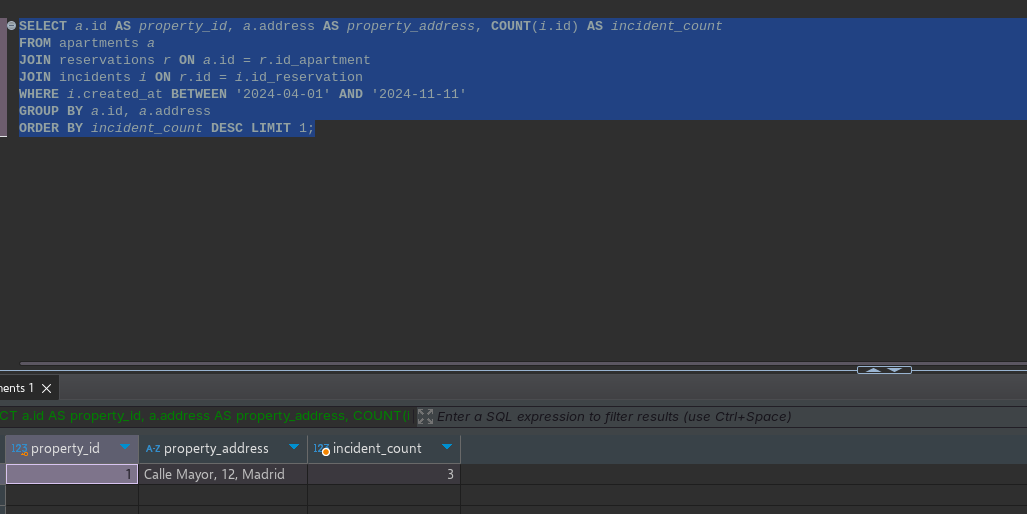 SELECT a.id AS property_id, a.address AS property_address, COUNT(i.id) AS incident_count
FROM apartments a
JOIN reservations r ON a.id = r.id_apartment
JOIN incidents i ON r.id = i.id_reservation
WHERE i.created_at BETWEEN '2024-04-01' AND '2024-11-11'
GROUP BY a.id, a.address
ORDER BY incident_count DESC LIMIT 1;
nents 1
CT a.id AS property_id, a.address AS property_address, COUNT(i Enter a SQL expression to filter results (use Ctrl+Space)
123 property_id A-Z property_address 123 incident_count
1 Calle Mayor, 12, Madrid 3